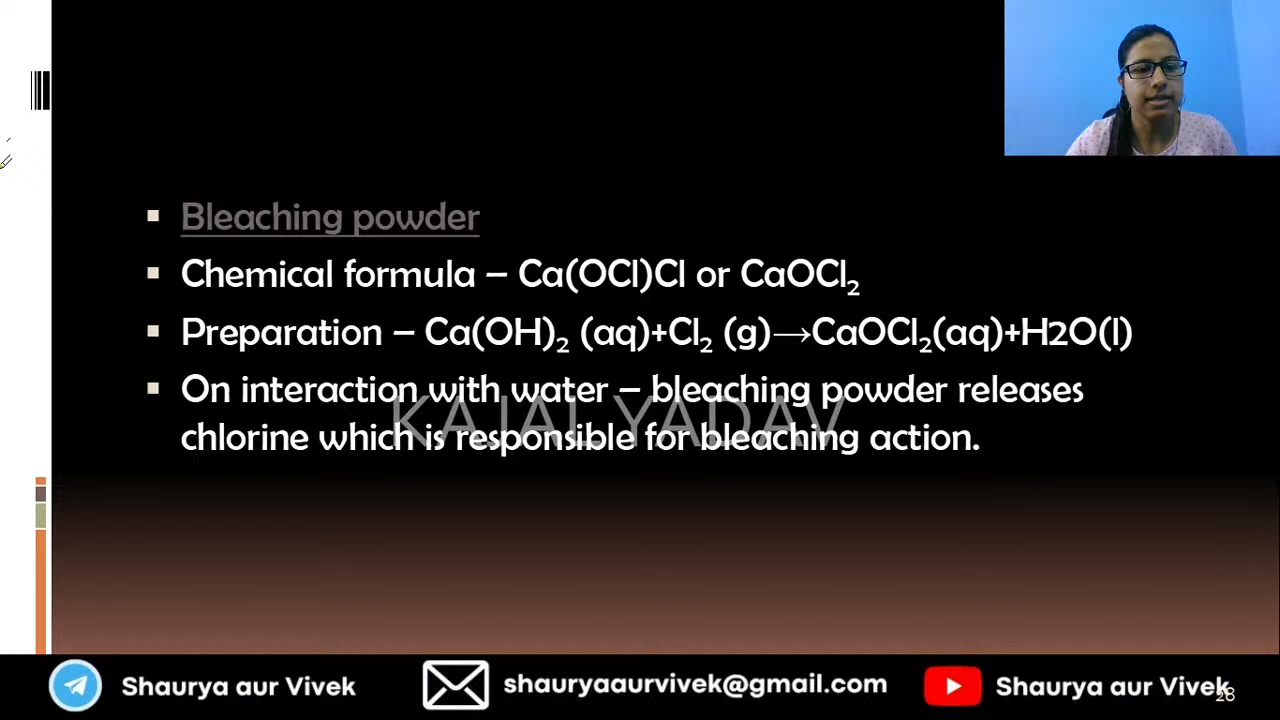 Bleaching powder
Chemical formula – Ca(OCl)Cl or CaOCl₂
Preparation – Ca(OH)₂ (aq)+Cl₂ (g)→CaOCl₂(aq)+H2O(l)
On interaction with water – bleaching powder releases
chlorine which is responsible for bleaching action.
KAJAL YADAV
Shaurya aur Vivek
shauryaaurvivek@gmail.com
Shaurya aur Vivek
28